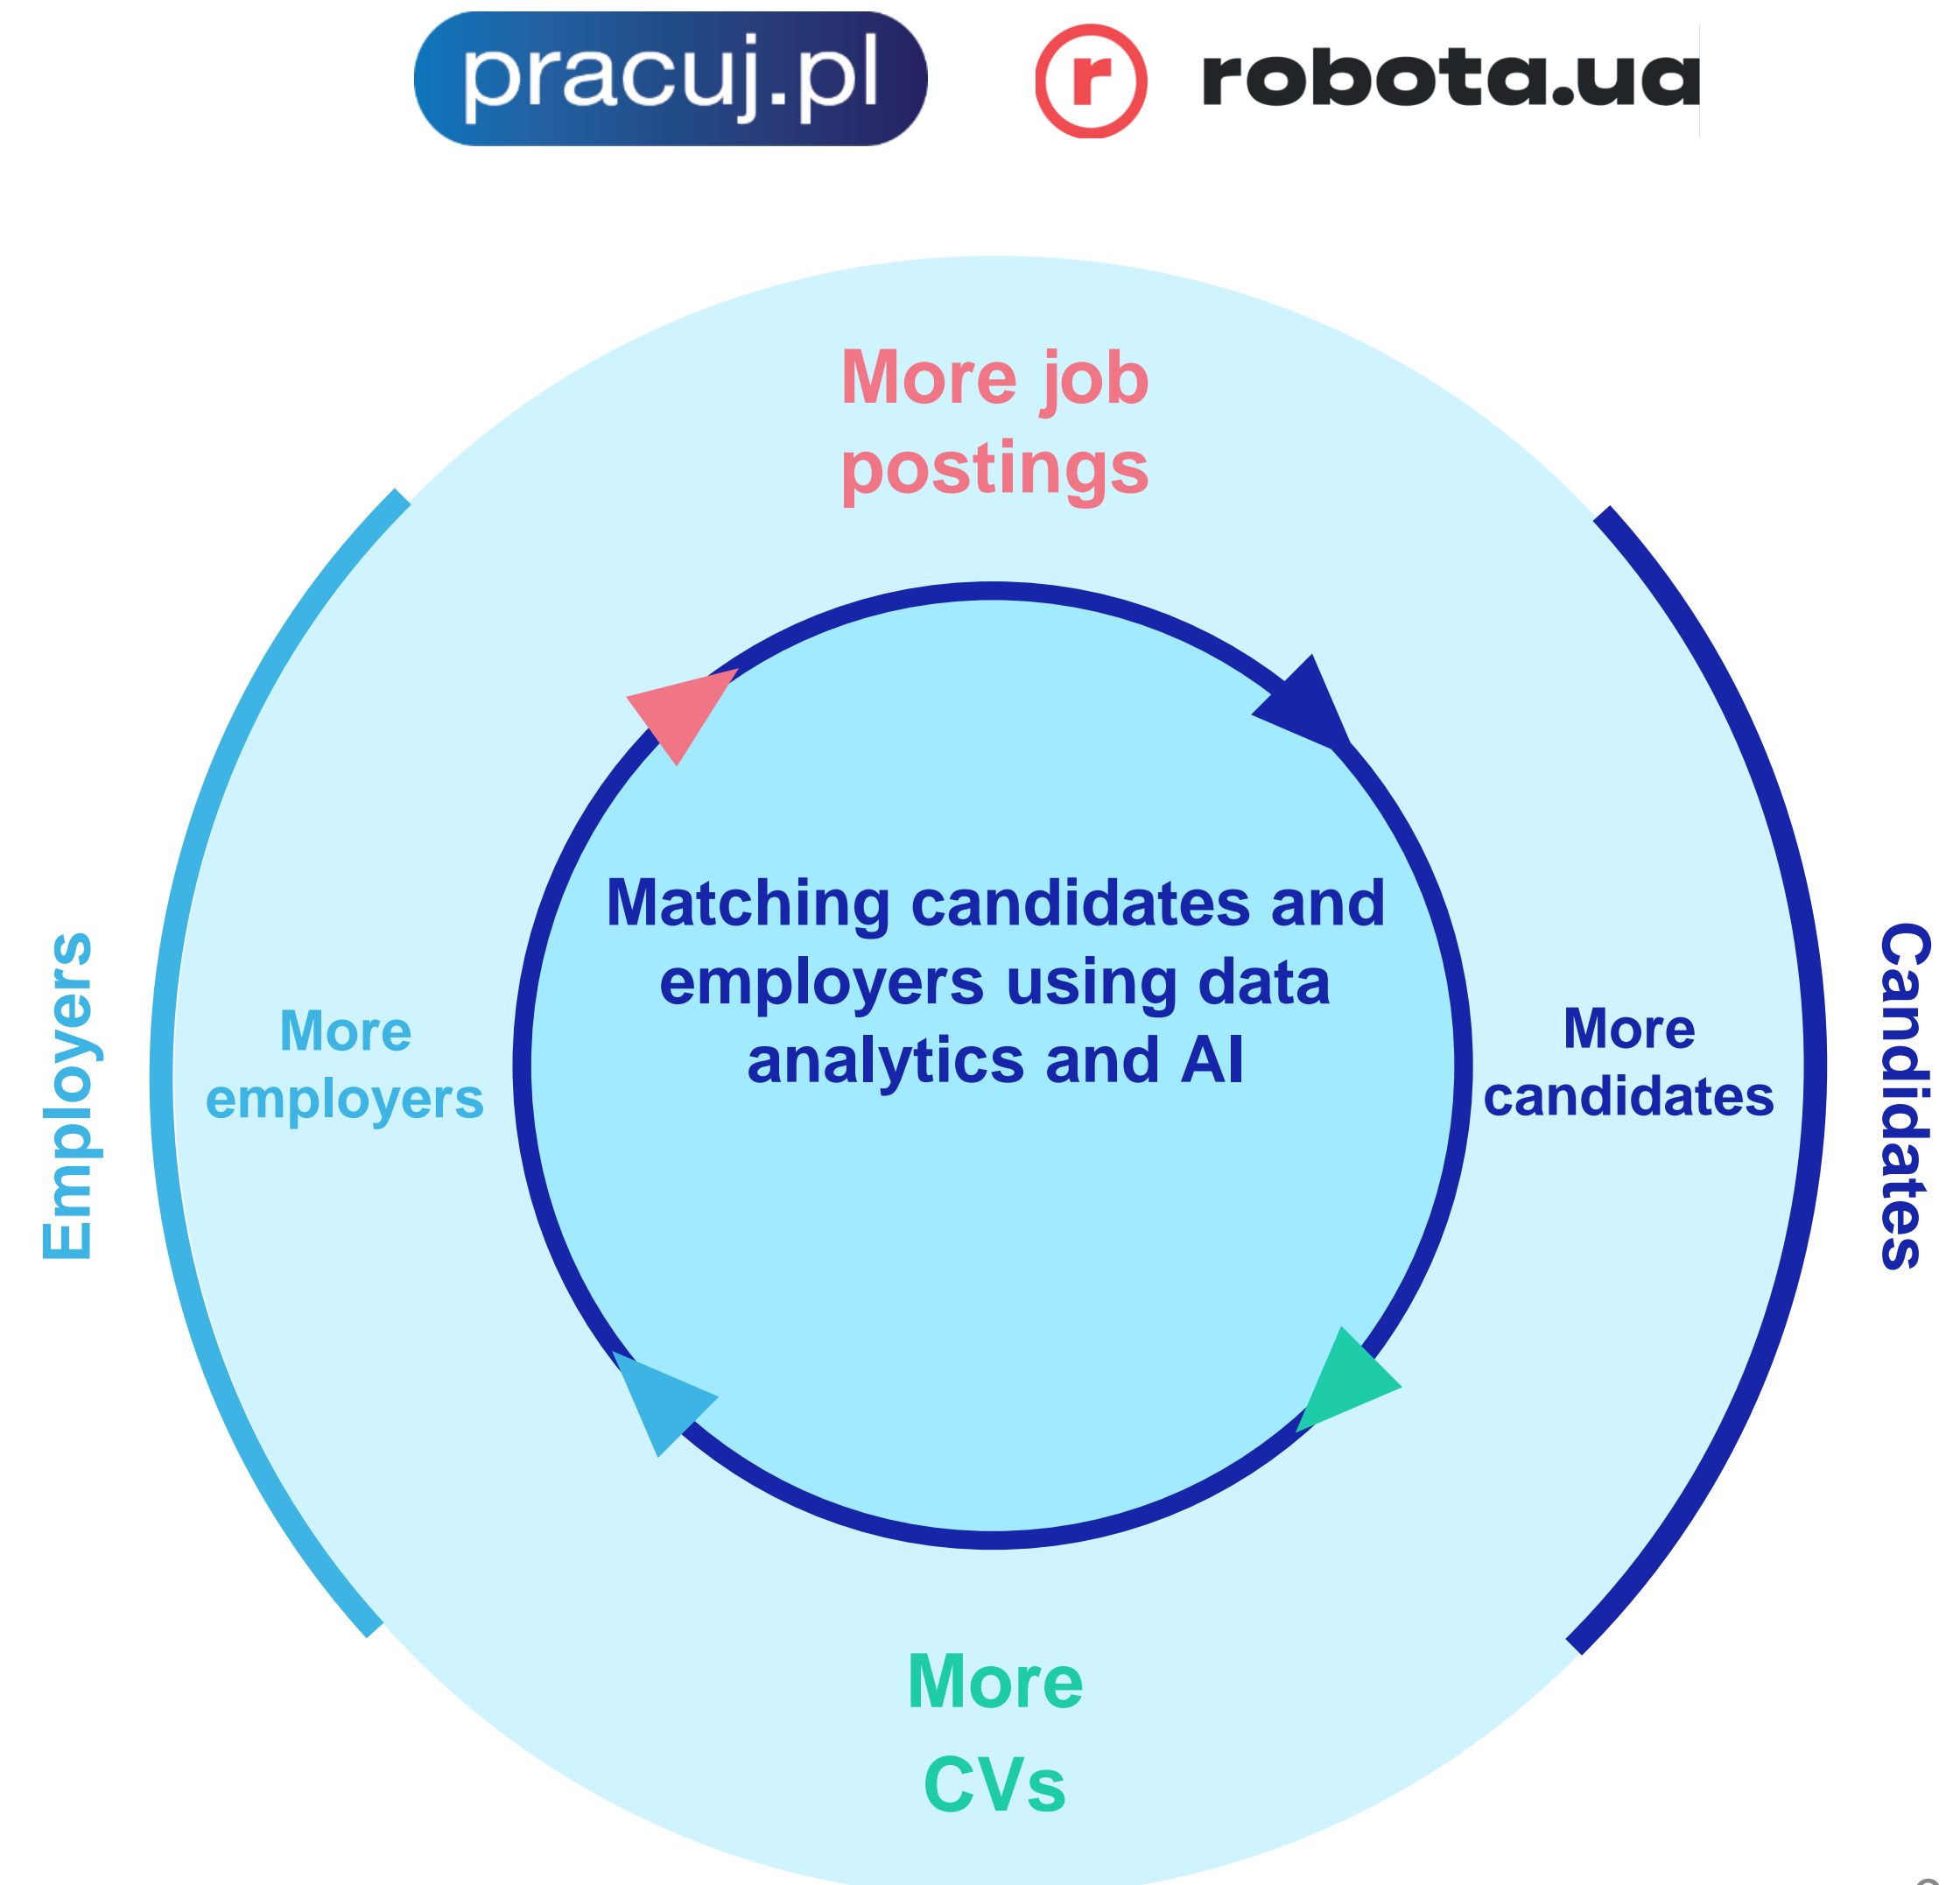 pracuj.pl
r robota.ua
More job
postings
Employers
More
employers
Matching candidates and
employers using data
analytics and AI
More
candidates
Candidates
More
CVs